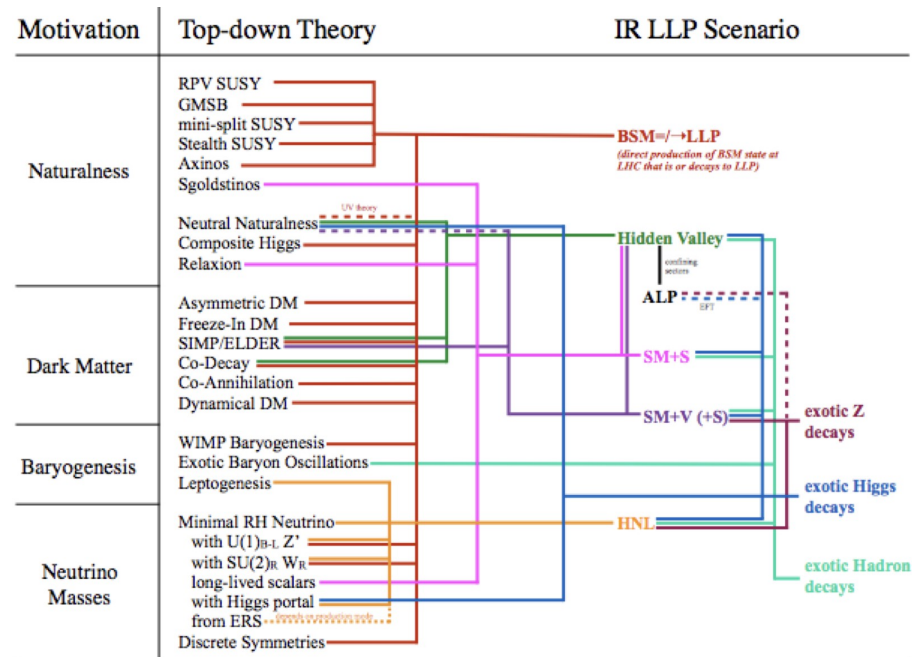 Motivation
Top-down Theory
IR LLP Scenario
Naturalness
RPV SUSY
GMSB
mini-split SUSY
Stealth SUSY
Axinos
Sgoldstinos
UV theory
Neutral Naturalness
Composite Higgs
Relaxion
Dark Matter
Asymmetric DM
Freeze-In DM
SIMP/ELDER
Co-Decay
Co-Annihilation
Dynamical DM
Baryogenesis
WIMP Baryogenesis
Exotic Baryon Oscillations
Leptogenesis
Neutrino
Masses
Minimal RH Neutrino
with U(1)B-L Z'
with SU(2)R WR
long-lived scalars
with Higgs portal
depends on production mode
from ERS
Discrete Symmetries
BSM=/→LLP
(direct production of BSM state at
LHC that is or decays to LLP)
Hidden Valley
confining
sectors
ALP
EFT
SM+S
SM+V (+S)
HNL
exotic Z
decays
exotic Higgs
decays
exotic Hadron
decays